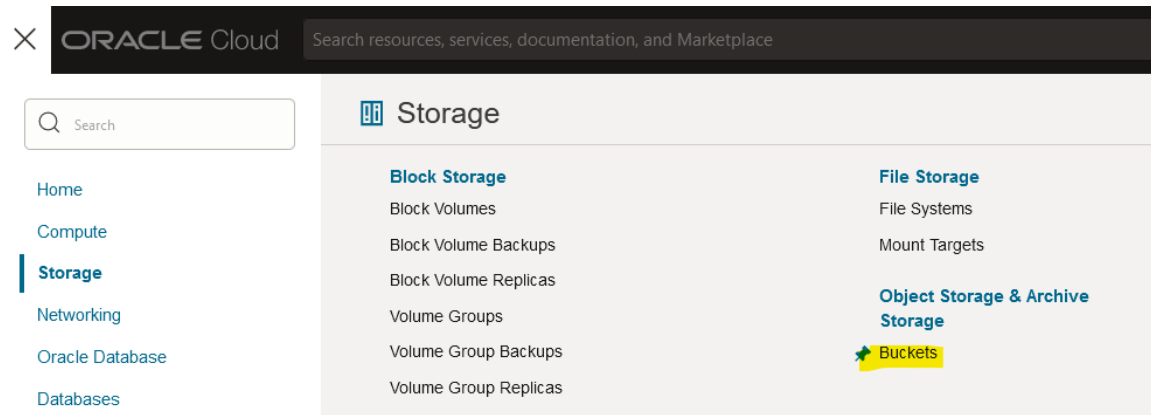 ORACLE Cloud
Search resources, services, documentation, and Marketplace
Search
Home
Compute
Storage
Networking
Oracle Database
Databases
Storage
Block Storage
Block Volumes
Block Volume Backups
Block Volume Replicas
Volume Groups
Volume Group Backups
Volume Group Replicas
File Storage
File Systems
Mount Targets
Object Storage & Archive
Storage
Buckets